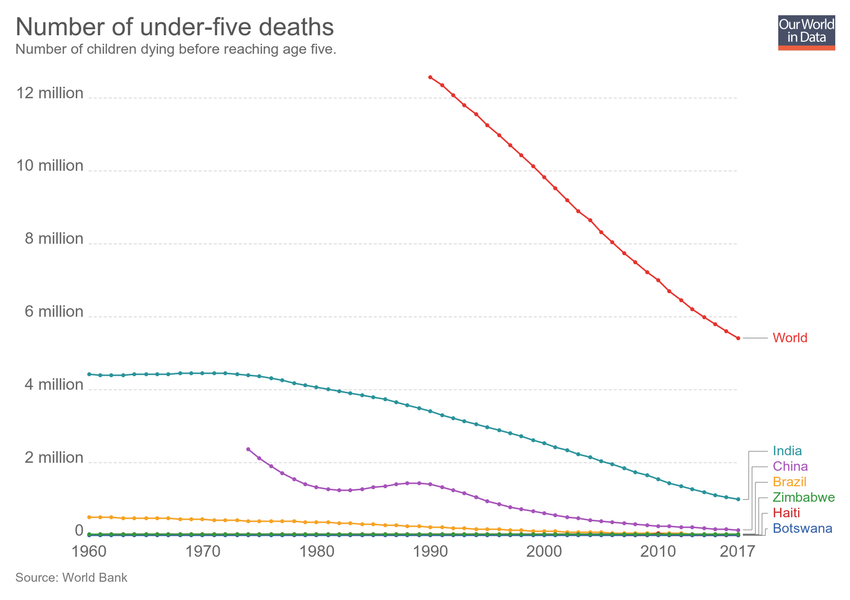 Number of under-five deaths
Number of children dying before reaching age five.
Our World
in Data
12 million
10 million
8 million
6 million
4 million
2 million
0
1960
1970
1980
1990
2000
2010
2017
World
India
China
Brazil
Zimbabwe
Haiti
Botswana
Source: World Bank